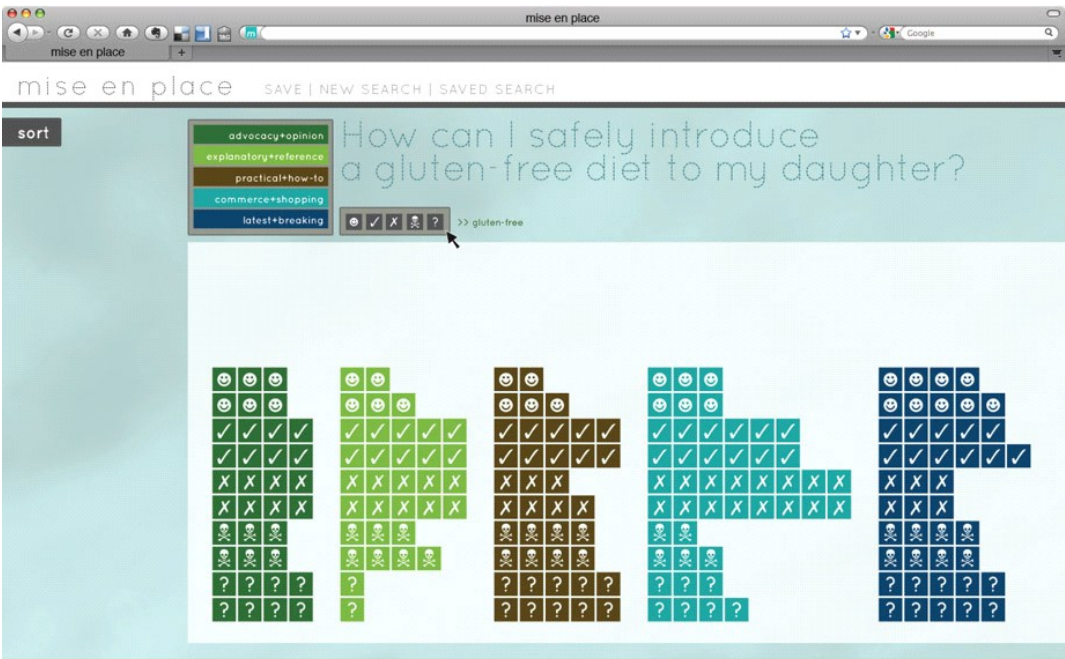 mise en place
Google
mise en place
mise en place SAVE | NEW SEARCH | SAVED SEARCH
sort
advocacy+opinion
explanatory+reference
practical+how-to
commerce+shopping
latest+breaking
How can I safely introduce
a gluten-free diet to my daughter?
>> gluten-free